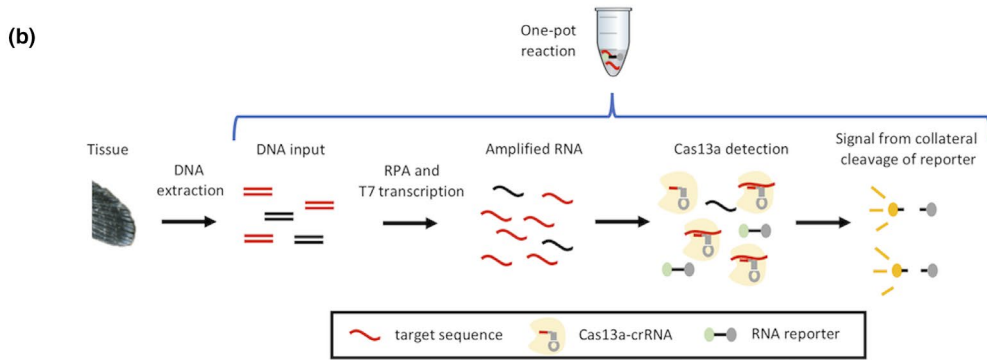 (b)
One-pot
reaction
Tissue
DNA
extraction
DNA input
RPA and
T7 transcription
Amplified RNA
Cas13a detection
Signal from collateral
cleavage of reporter
target sequence
Cas13a-crRNA
RNA reporter